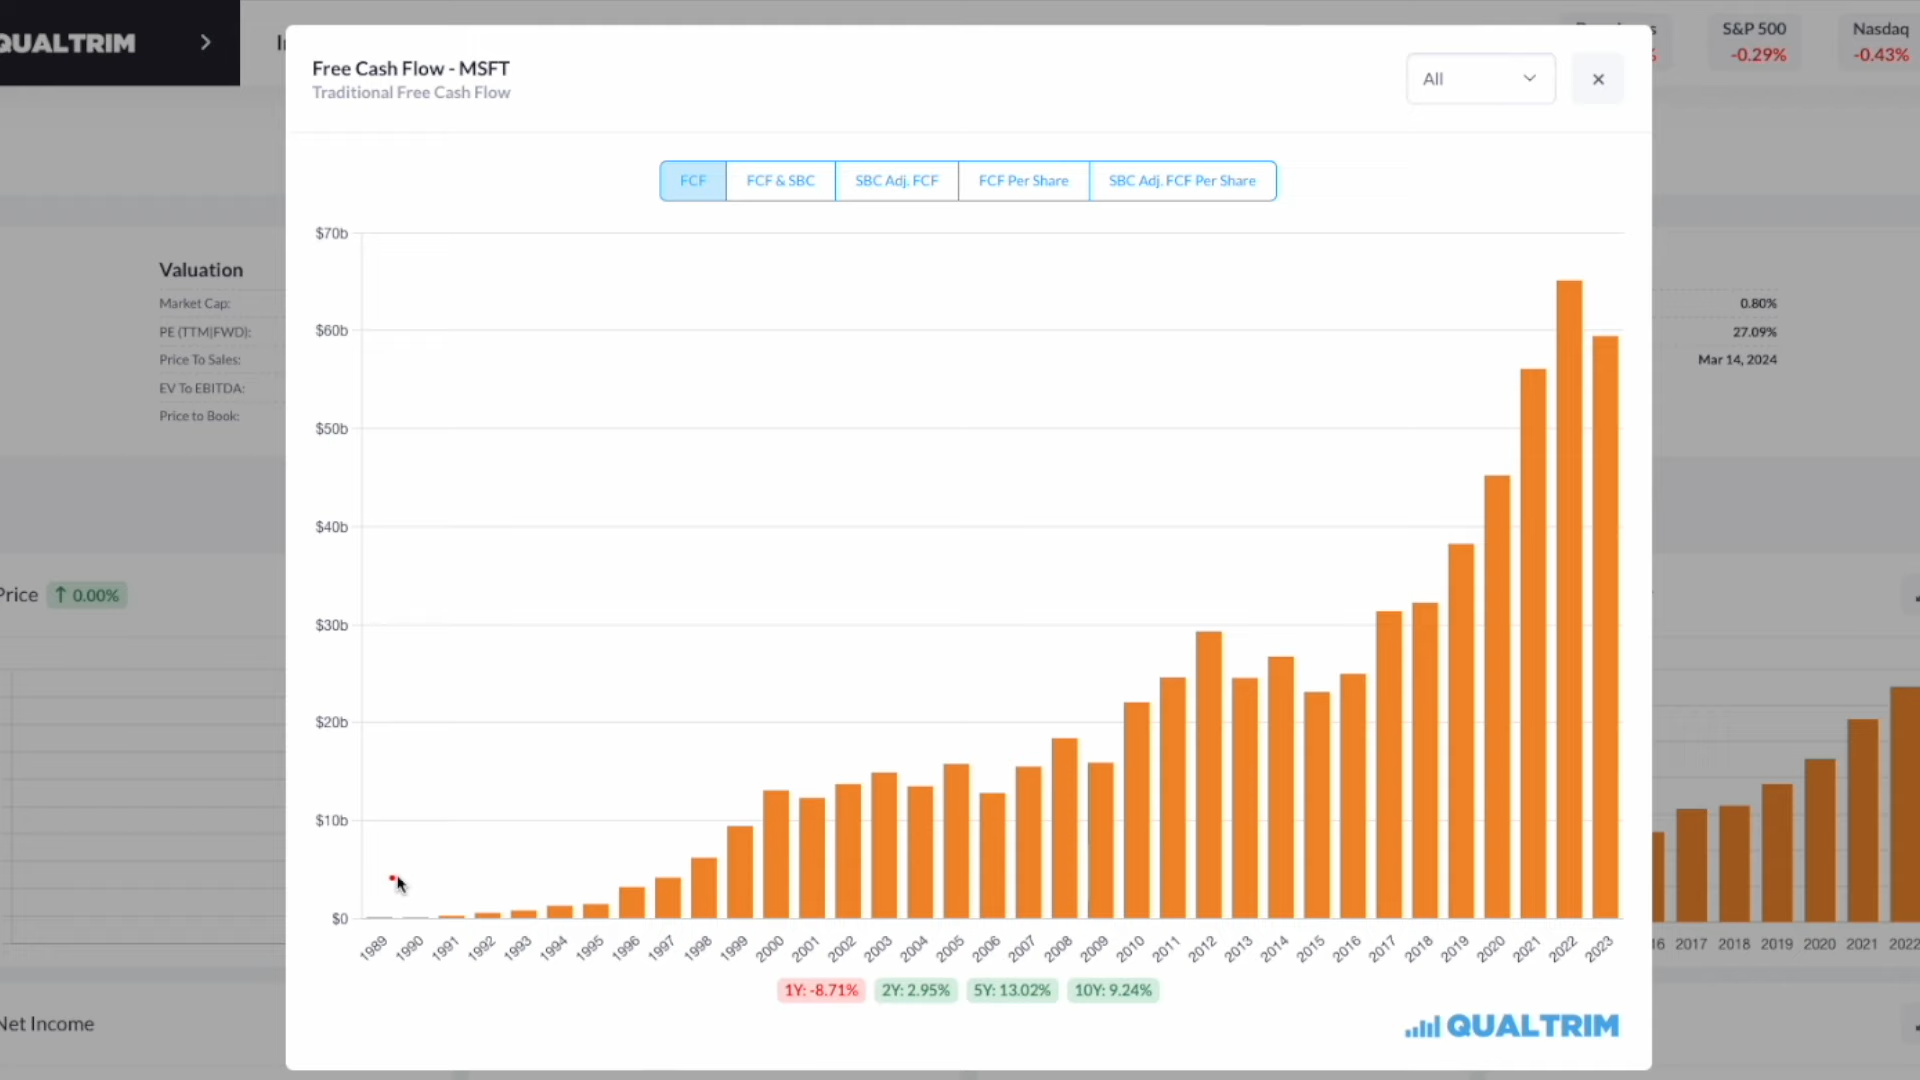 QUALTRIM
S&P 500
Nasdaq
-0.29%
-0.43%
Free Cash Flow - MSFT
Traditional Free Cash Flow
All
FCF
FCF & SBC
SBC Adj. FCF
FCF Per Share
SBC Adj. FCF Per Share
$70b
$60b
$50b
$40b
$30b
$20b
$10b
$0
1989 1990 1991 1992 1993 1994 1995 1996 1997 1998 1999 2000 2001 2002 2003 2004 2005 2006 2007 2008 2009 2010 2011 2012 2013 2014 2015 2016 2017 2018 2019 2020 2021 2022 2023
1Y: -8.71%
2Y: 2.95%
5Y: 13.02%
10Y: 9.24%
QUALTRIM
Valuation
Market Cap:
PE (TTM|FWD):
Price To Sales:
EV To EBITDA:
Price to Book:
0.80%
27.09%
Mar 14, 2024
Price
↑ 0.00%
16 2017 2018 2019 2020 2021 2022
Net Income